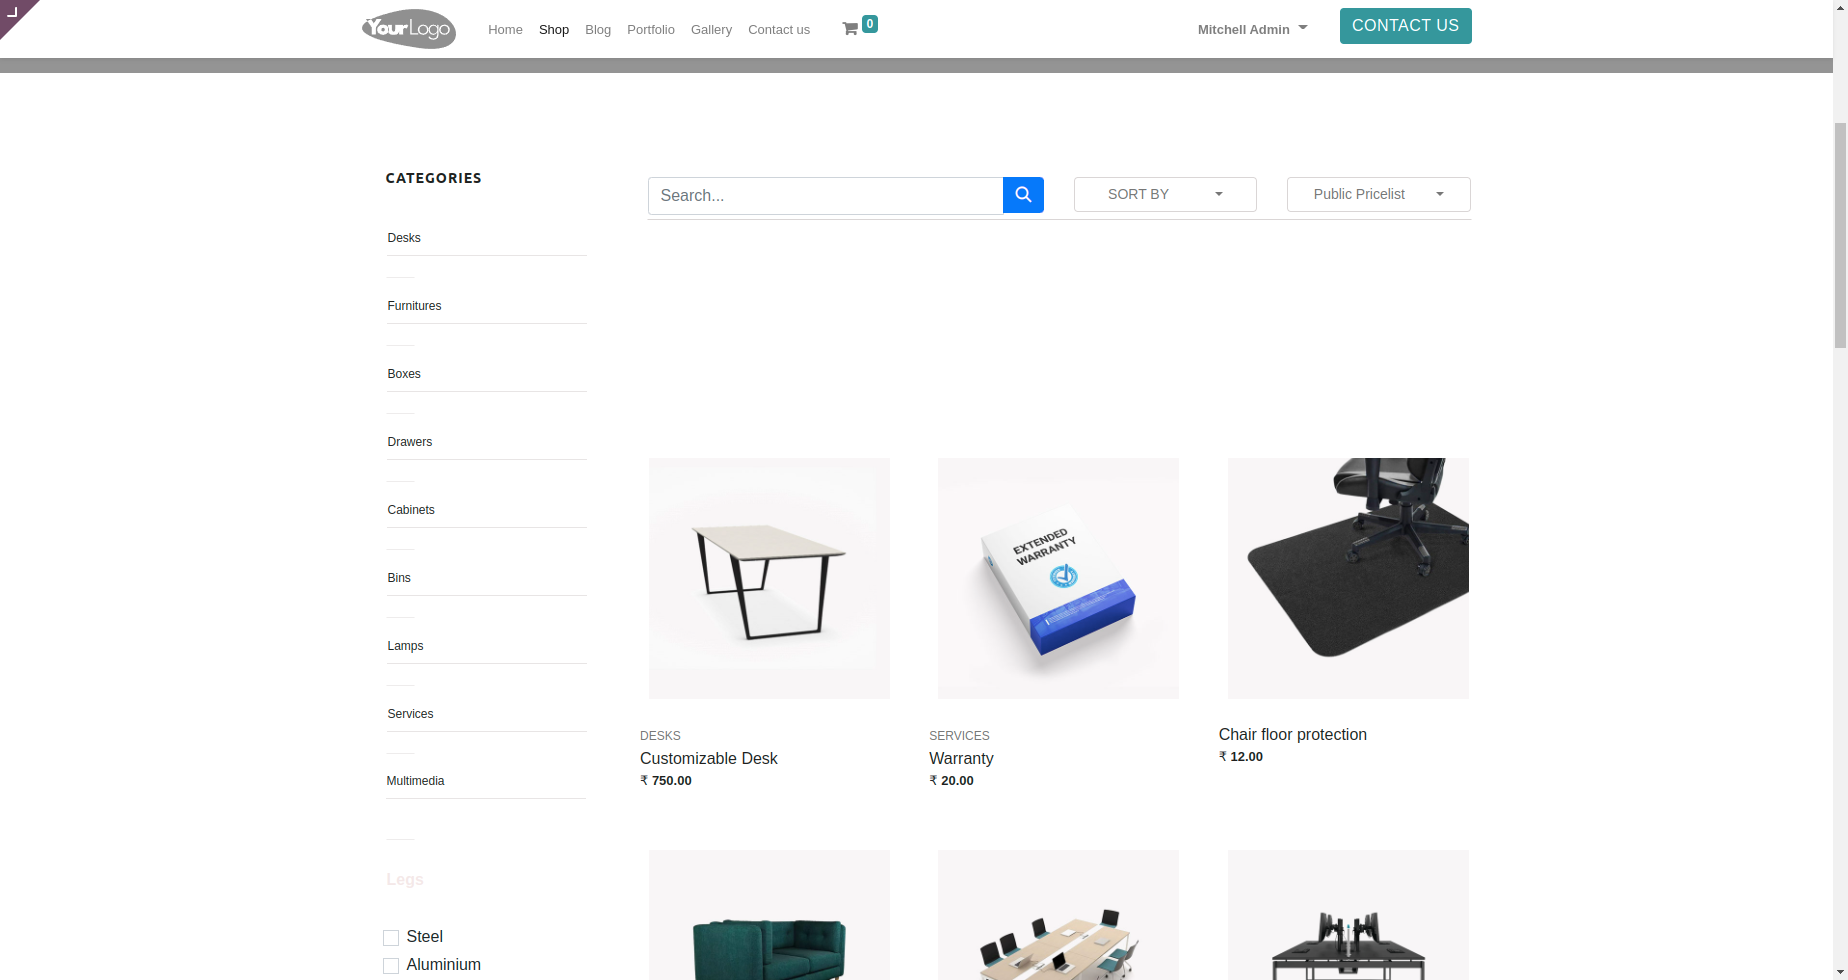 YourLogo
Home Shop Blog Portfolio Gallery Contact us 0 Mitchell Admin CONTACT US
CATEGORIES
Search... SORT BY Public Pricelist
Desks
Furnitures
Boxes
Drawers
Cabinets
Bins
Lamps
Services
Multimedia
Legs
Steel
Aluminium
EXTENDED
WARRANTY
DESKS
Customizable Desk
₹ 750.00
SERVICES
Warranty
₹ 20.00
Chair floor protection
₹ 12.00